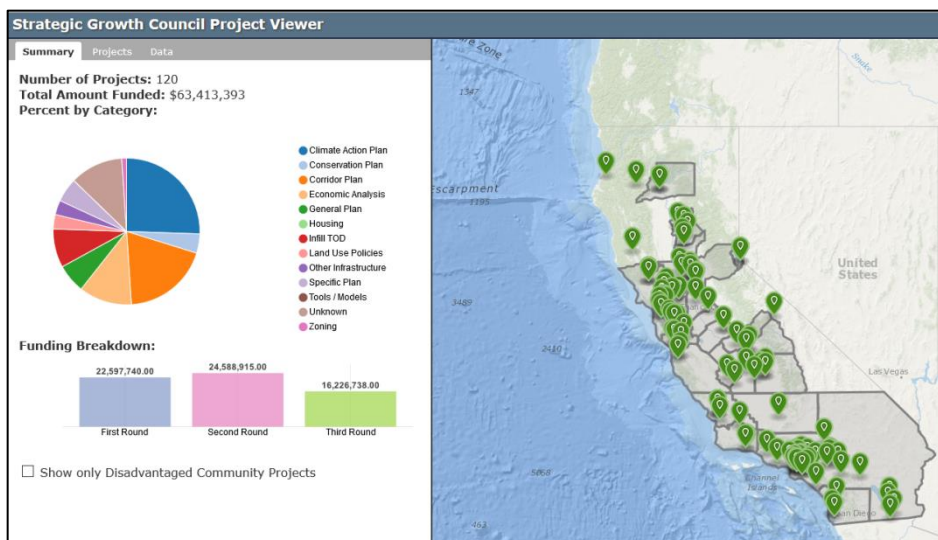 Strategic Growth Council Project Viewer
Summary Projects Data
Number of Projects: 120
Total Amount Funded: $63,413,393
Percent by Category:
Climate Action Plan
Conservation Plan
Corridor Plan
Economic Analysis
General Plan
Housing
Infill TOD
Land Use Policies
Other Infrastructure
Specific Plan
Tools / Models
Unknown
Zoning
Funding Breakdown:
22,597,740.00
24,588,915.00
16,226,738.00
First Round
Second Round
Third Round
Show only Disadvantaged Community Projects
Zone
1347
Snake
Escarpment
1195
United
States
3489
2410
Las Vegas
5068
Channel
Islands
San Diego
463